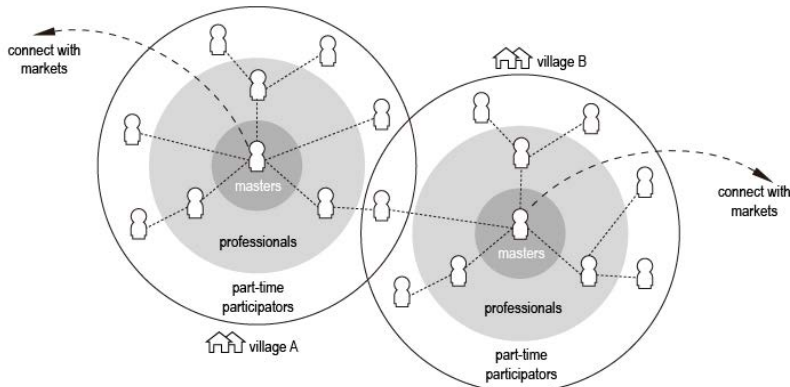 connect with
markets
village B
masters
connect with
markets
professionals
masters
part-time
participators
professionals
village A
part-time
participators